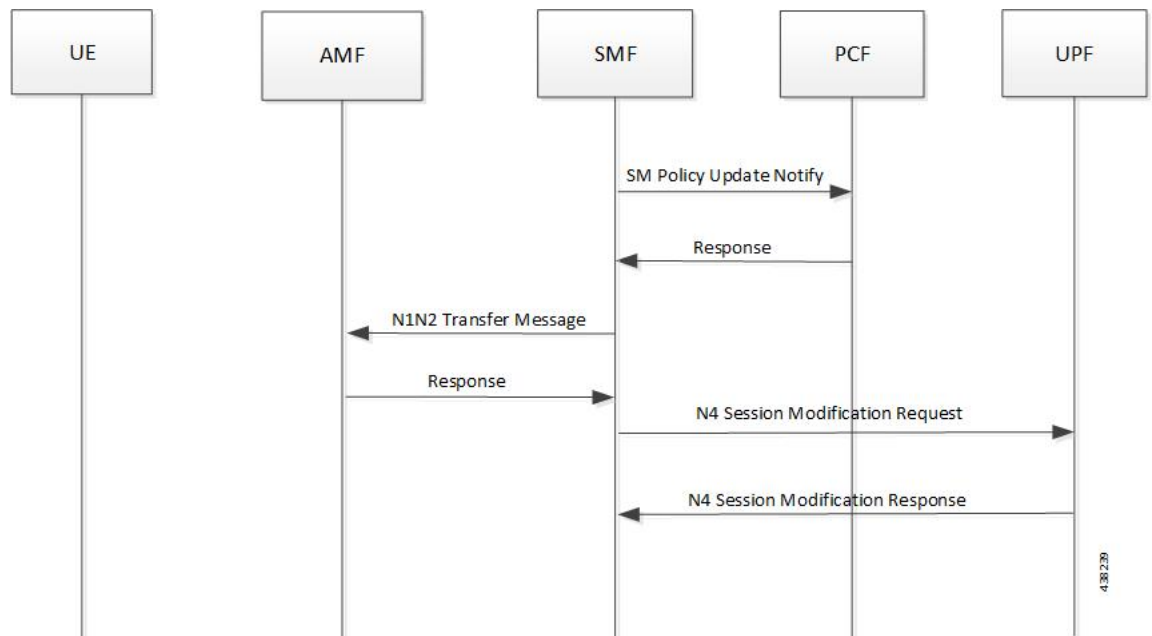 UE
AMF
SMF
PCF
UPF
SM Policy Update Notify
Response
N1N2 Transfer Message
Response
N4 Session Modification Request
N4 Session Modification Response
438239